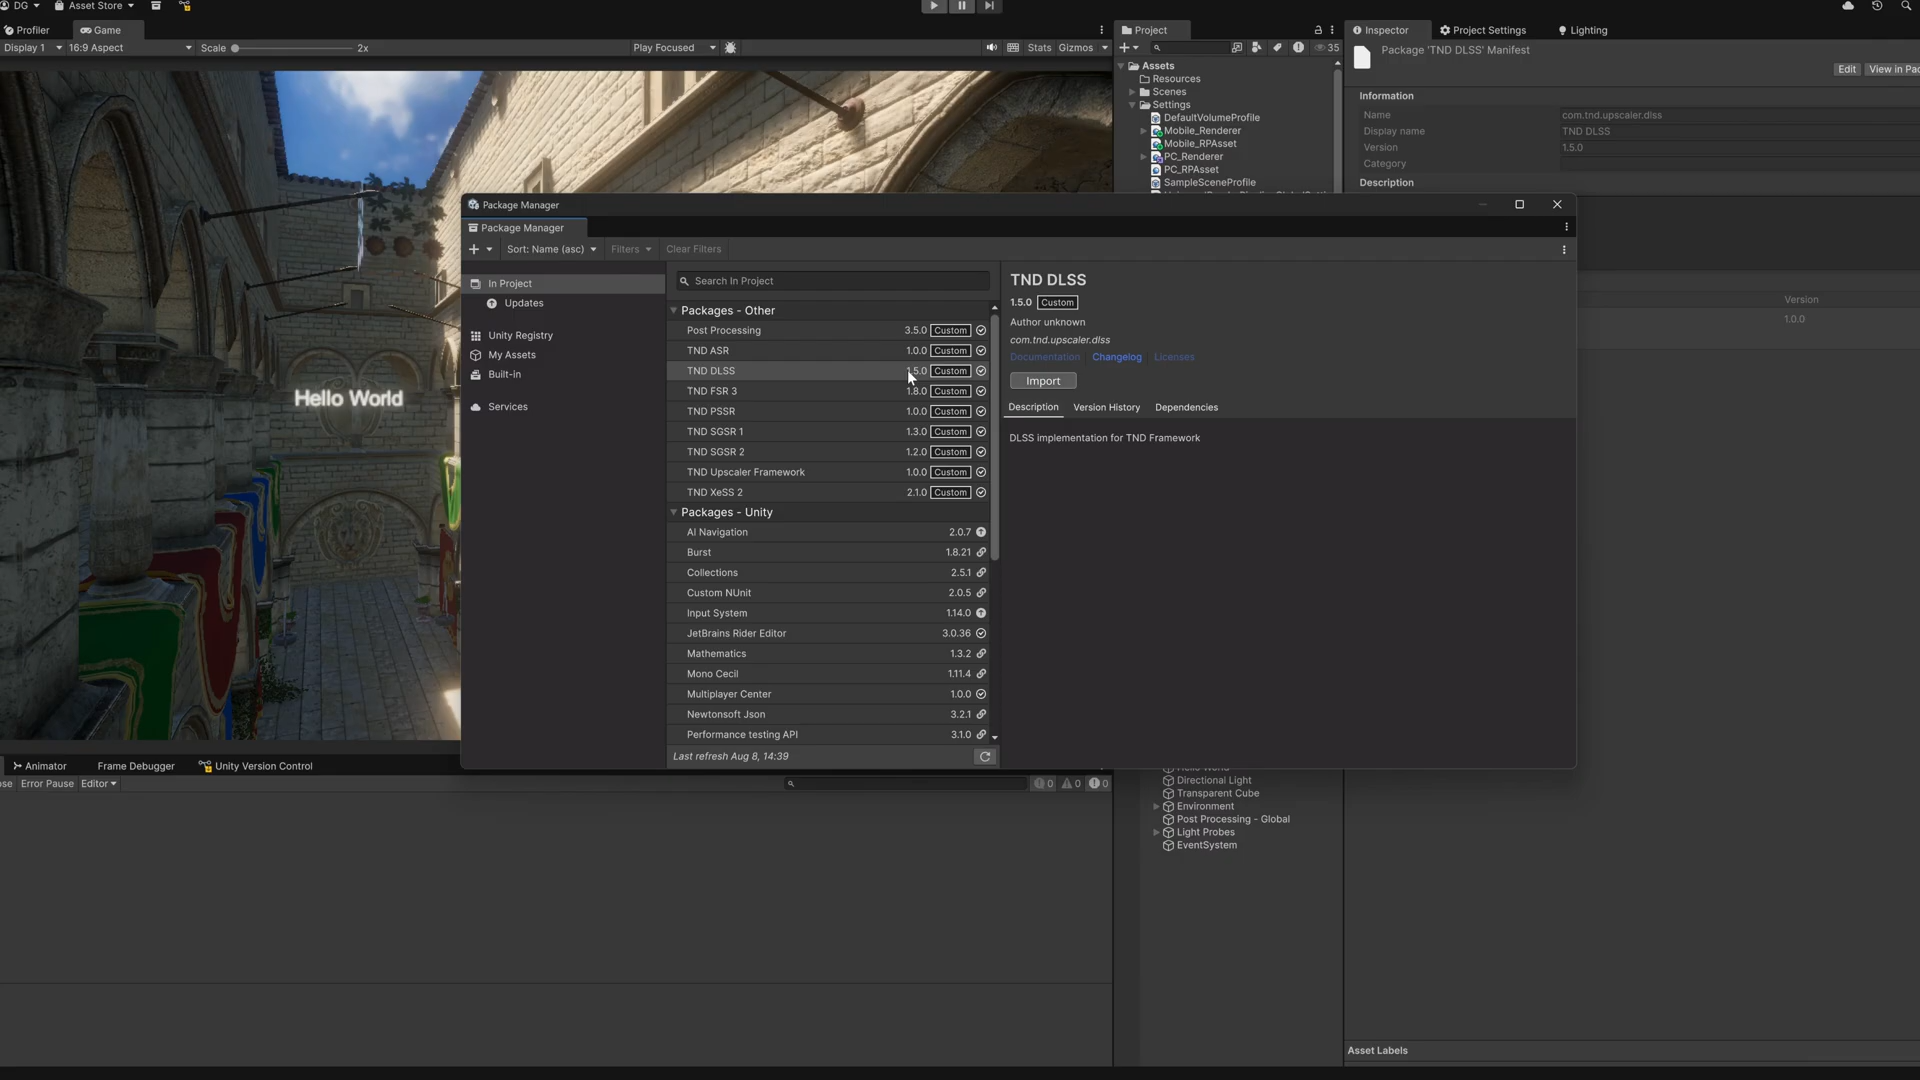 DG
Asset Store
Profiler
Game
Display 1
16:9 Aspect
Scale
2x
Play Focused
Stats
Gizmos
Project
35
Assets
Resources
Scenes
Settings
DefaultVolumeProfile
Mobile_Renderer
Mobile_RPAsset
PC_Renderer
PC_RPAsset
SampleSceneProfile
Inspector
Project Settings
Lighting
Package 'TND DLSS' Manifest
Edit
View in Pac
Information
Name com.tnd.upscaler.dlss
Display name TND DLSS
Version 1.5.0
Category
Description
Version
1.0.0
Hello World
Package Manager
Package Manager
Sort: Name (asc)
Filters
Clear Filters
In Project
Updates
Unity Registry
My Assets
Built-in
Services
Search In Project
Packages - Other
Post Processing 3.5.0 Custom
TND ASR 1.0.0 Custom
TND DLSS 1.5.0 Custom
TND FSR 3 1.8.0 Custom
TND PSSR 1.0.0 Custom
TND SGSR 1 1.3.0 Custom
TND SGSR 2 1.2.0 Custom
TND Upscaler Framework 1.0.0 Custom
TND XeSS 2 2.1.0 Custom
Packages - Unity
AI Navigation 2.0.7
Burst 1.8.21
Collections 2.5.1
Custom NUnit 2.0.5
Input System 1.14.0
JetBrains Rider Editor 3.0.36
Mathematics 1.3.2
Mono Cecil 1.11.4
Multiplayer Center 1.0.0
Newtonsoft Json 3.2.1
Performance testing API 3.1.0
Last refresh Aug 8, 14:39
TND DLSS
1.5.0 Custom
Author unknown
com.tnd.upscaler.dlss
Documentation Changelog Licenses
Import
Description Version History Dependencies
DLSS implementation for TND Framework
Animator
Frame Debugger
Unity Version Control
Error Pause
Editor
0
0
0
Directional Light
Transparent Cube
Environment
Post Processing - Global
Light Probes
EventSystem
Asset Labels